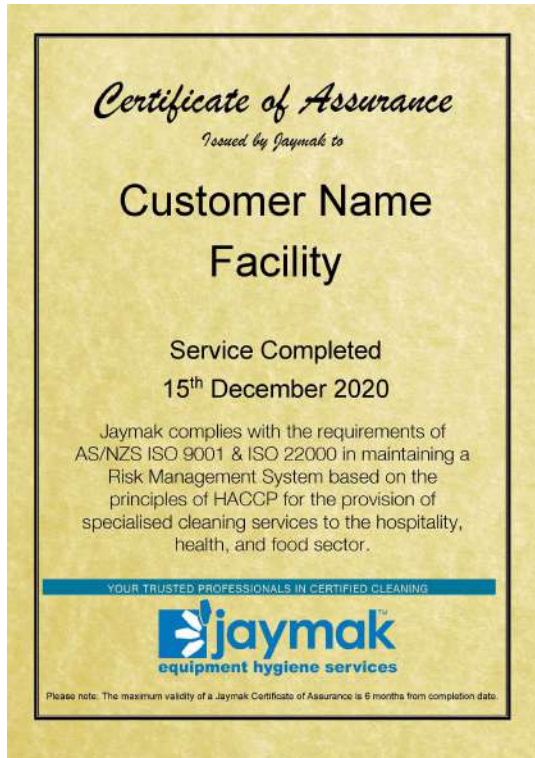 Certificate of Assurance
Issued by Jaymak to
Customer Name
Facility
Service Completed
15th December 2020
Jaymak complies with the requirements of
AS/NZS ISO 9001 & ISO 22000 in maintaining a
Risk Management System based on the
principles of HACCP for the provision of
specialised cleaning services to the hospitality,
health, and food sector.
YOUR TRUSTED PROFESSIONALS IN CERTIFIED CLEANING
jaymak™
equipment hygiene services
Please note: The maximum validity of a Jaymak Certificate of Assurance is 6 months from completion date.